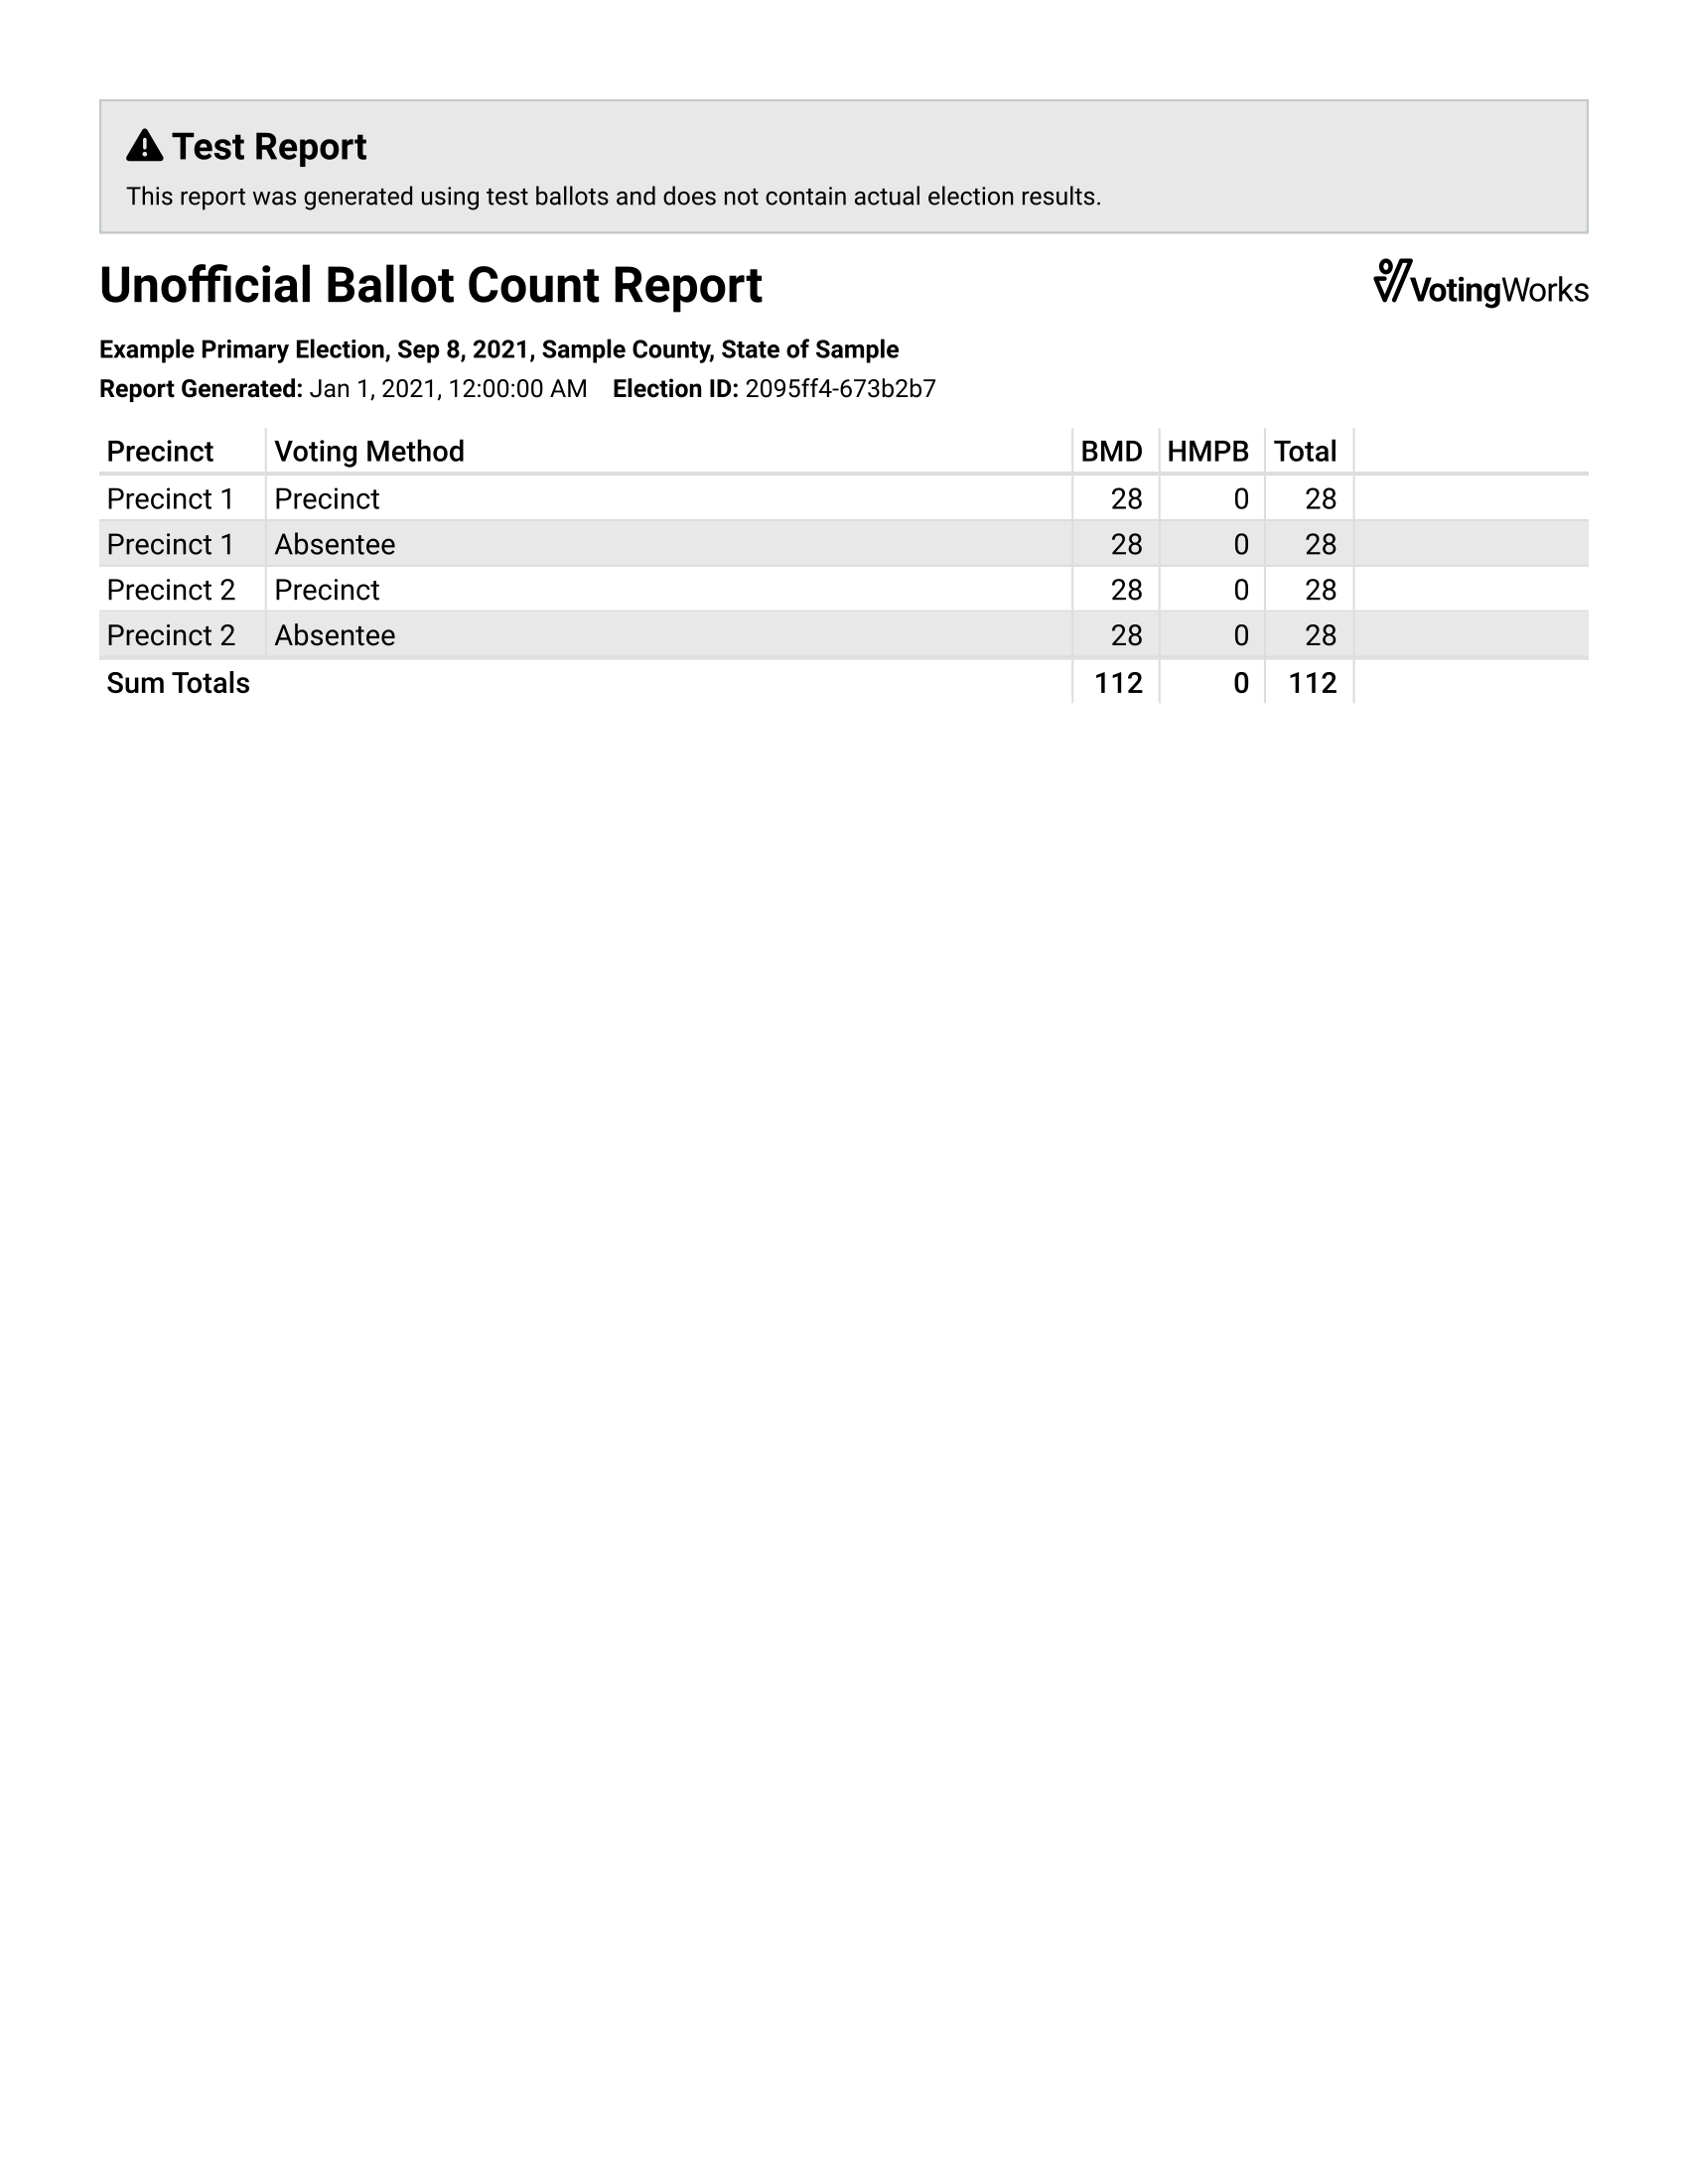 Test Report
This report was generated using test ballots and does not contain actual election results.
Unofficial Ballot Count Report
VotingWorks
Example Primary Election, Sep 8, 2021, Sample County, State of Sample
Report Generated: Jan 1, 2021, 12:00:00 AM Election ID: 2095ff4-673b2b7
Precinct Voting Method BMD HMPB Total
Precinct 1 Precinct 28 0 28
Precinct 1 Absentee 28 0 28
Precinct 2 Precinct 28 0 28
Precinct 2 Absentee 28 0 28
Sum Totals 112 0 112